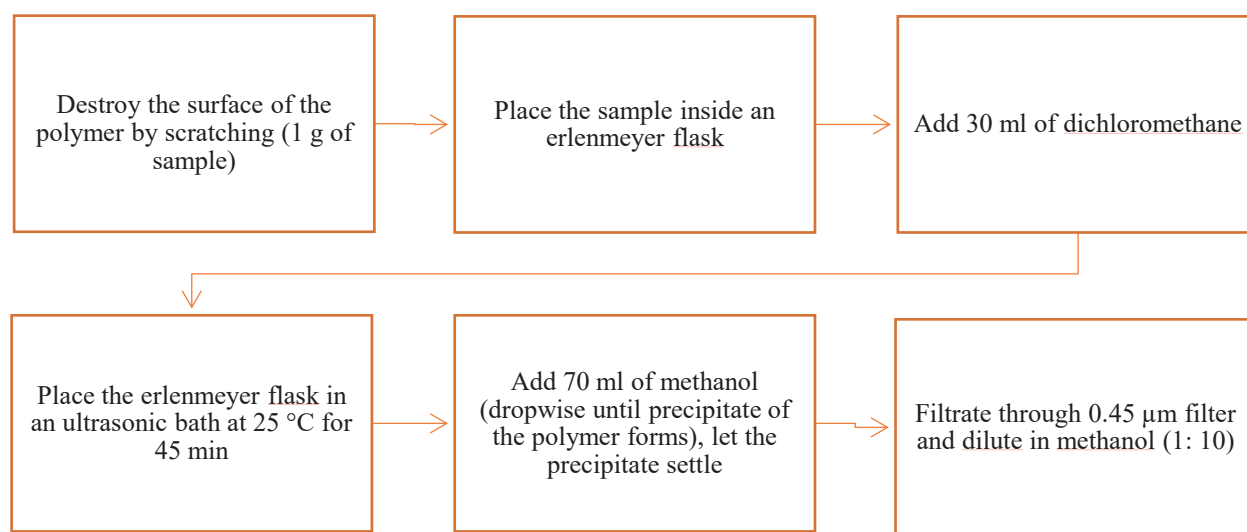 Destroy the surface of the
polymer by scratching (1 g of
sample)
Place the sample inside an
erlenmeyer flask
Add 30 ml of dichloromethane
Place the erlenmeyer flask in
an ultrasonic bath at 25 °C for
45 min
Add 70 ml of methanol
(dropwise until precipitate of
the polymer forms), let the
precipitate settle
Filtrate through 0.45 µm filter
and dilute in methanol (1: 10)